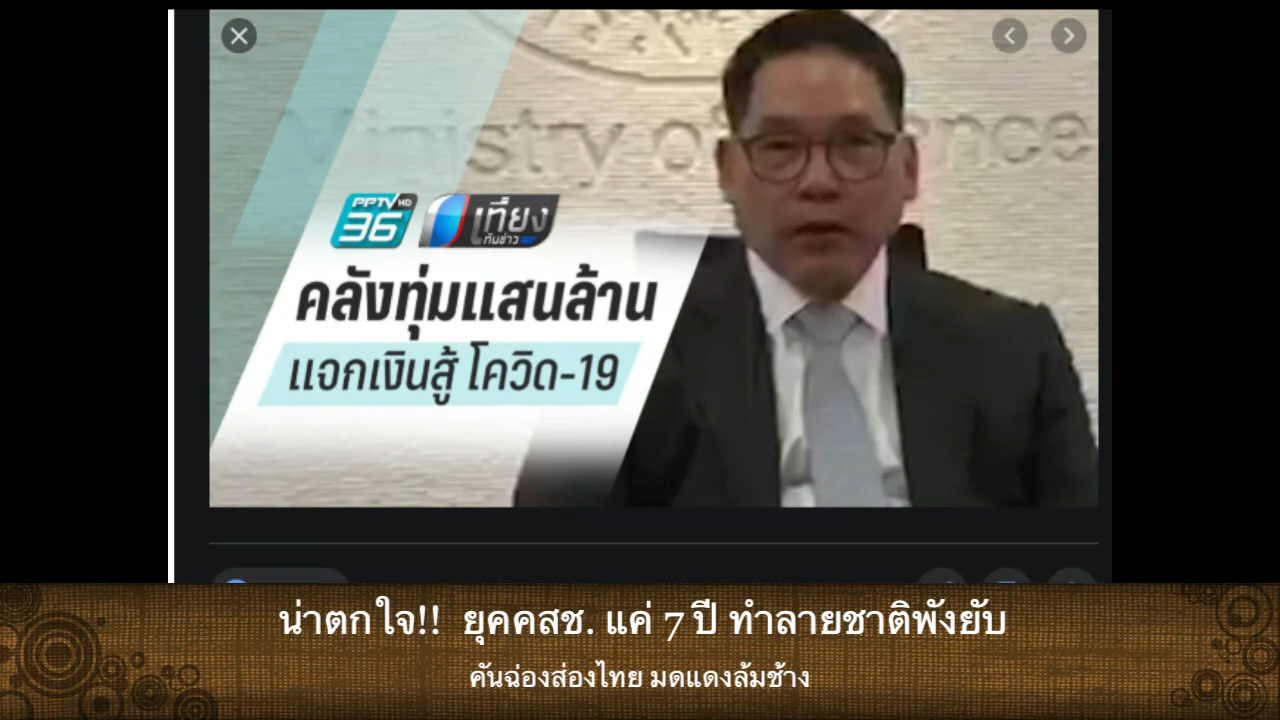 Ministry of Finance
PPTV HD
36
เที่ยง
ทันข่าว
คลังทุ่มแสนล้าน
แจกเงินสู้ โควิด-19
น่าตกใจ!! ยุคคสช. แค่ 7 ปี ทำลายชาติพังยับ
คันฉ่องส่องไทย มดแดงล้มช้าง